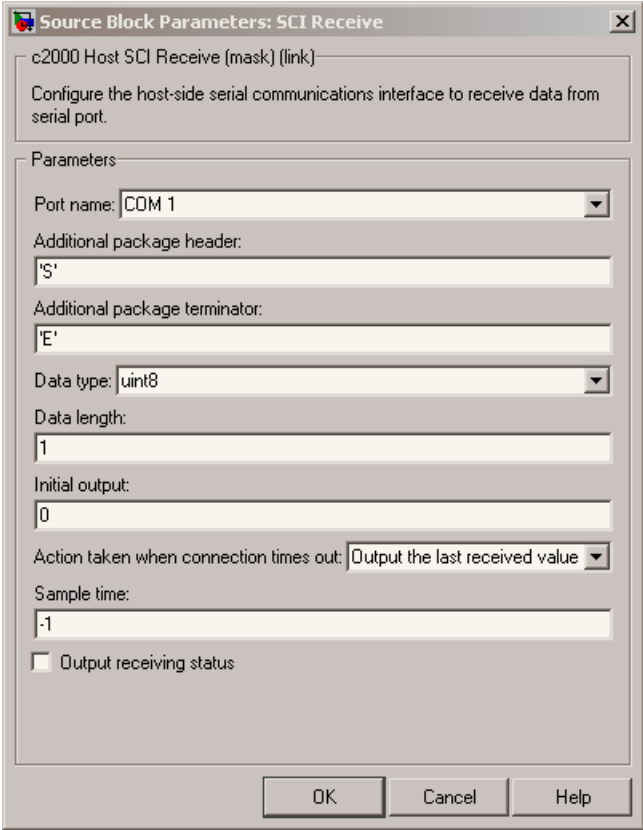 Source Block Parameters: SCI Receive
c2000 Host SCI Receive (mask) (link)
Configure the host-side serial communications interface to receive data from
serial port.
Parameters
Port name: COM 1
Additional package header:
'S'
Additional package terminator:
'E'
Data type: uint8
Data length:
1
Initial output:
0
Action taken when connection times out: Output the last received value
Sample time:
-1
Output receiving status
OK Cancel Help